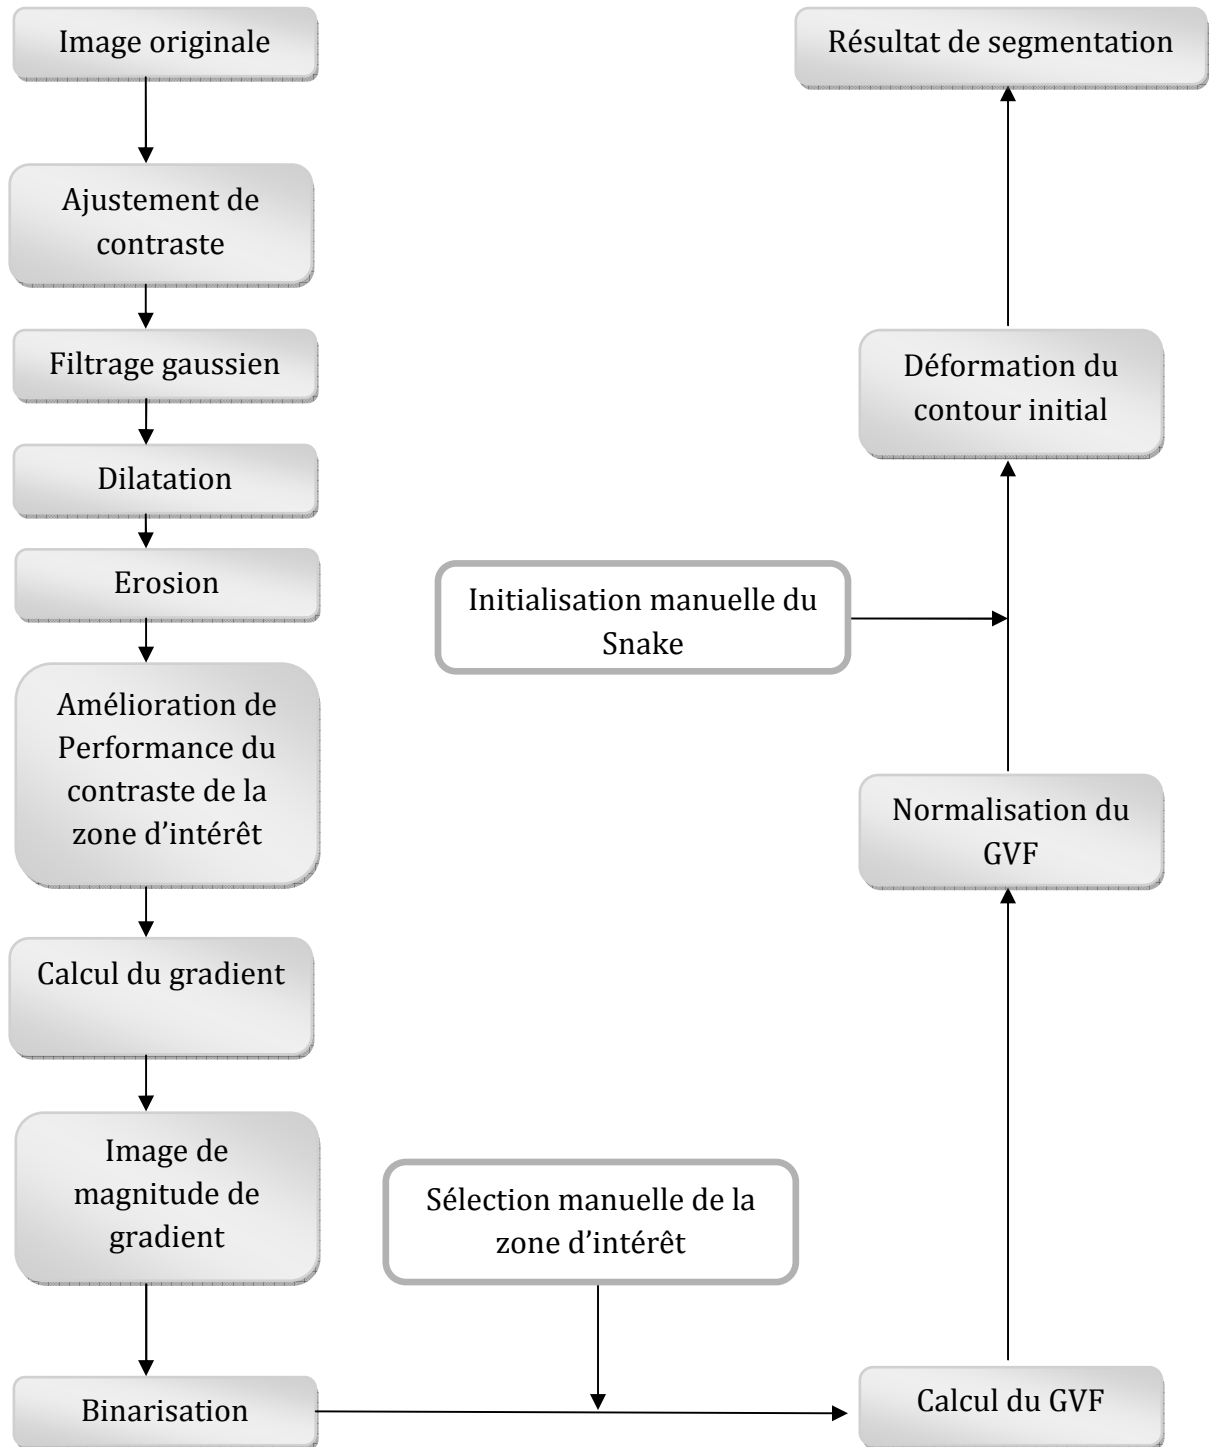 Image originale
Ajustement de
contraste
Filtrage gaussien
Dilatation
Erosion
Amélioration de
Performance du
contraste de la
zone d’intérêt
Calcul du gradient
Image de
magnitude de
gradient
Binarisation
Sélection manuelle de la
zone d’intérêt
Calcul du GVF
Normalisation du
GVF
Initialisation manuelle du
Snake
Déformation du
contour initial
Résultat de segmentation